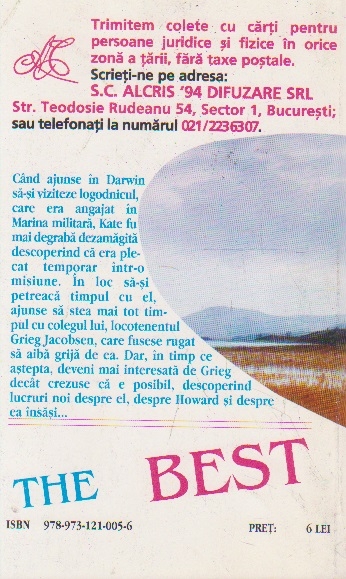 Trimitem colete cu cărți pentru
persoane juridice și fizice în orice
zonă a țării, fără taxe poștale.
Scrieți-ne pe adresa:
S.C. ALCRIS '94 DIFUZARE SRL
Str. Teodosie Rudeanu 54, Sector 1, București;
sau telefonați la numărul 021/2236307.
Când ajunse în Darwin
să-și viziteze logodnicul,
care era angajat în
Marina militară, Kate fu
mai degrabă dezamăgită
descoperind că era ple-
cat temporar într-o
misiune. În loc să-și
petreacă timpul cu el,
ajunse să stea mai tot tim-
pul cu colegul lui, locotenentul
Grieg Jacobsen, care fusese rugat
să aibă grijă de ea. Dar, în timp ce
aștepta, deveni mai interesată de Grieg
decât crezuse că e posibil, descoperind
lucruri noi despre el, despre Howard și despre
ea însăși...
THE BEST
ISBN 978-973-121-005-6 PREȚ: 6 LEI